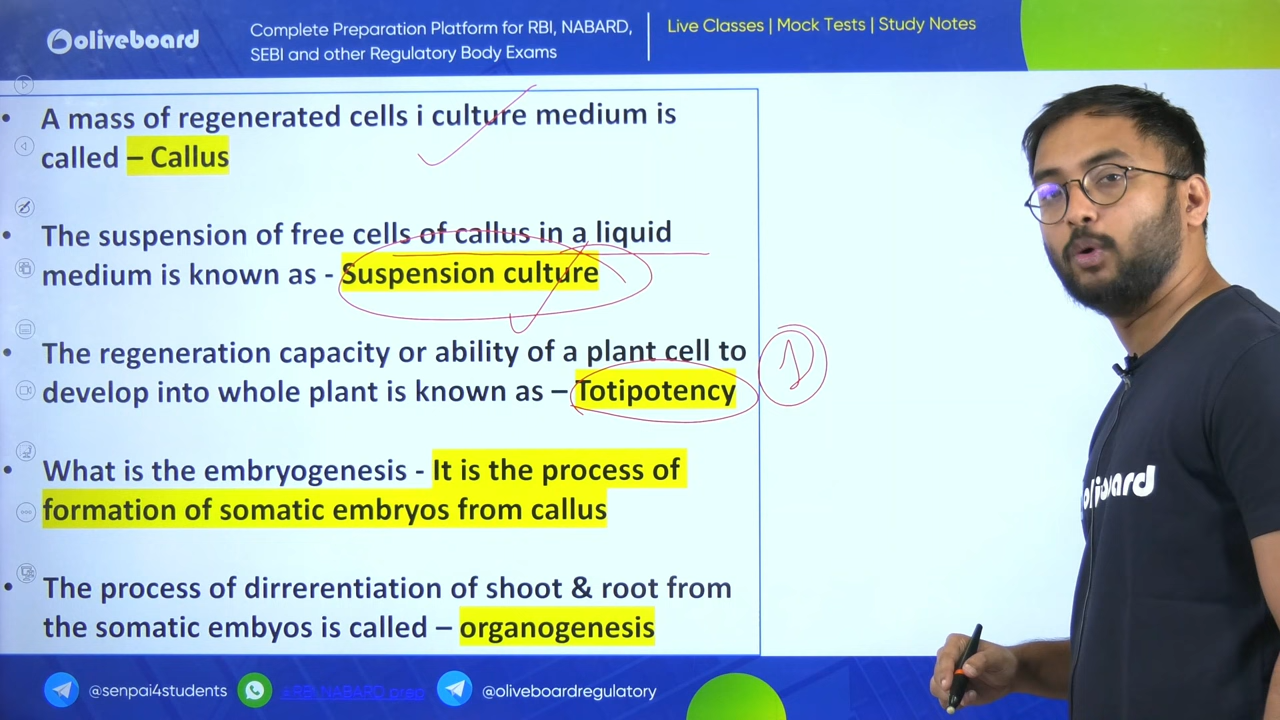 oliveboard
Complete Preparation Platform for RBI, NABARD,
SEBI and other Regulatory Body Exams
Live Classes | Mock Tests | Study Notes
• A mass of regenerated cells i culture medium is
called – Callus
• The suspension of free cells of callus in a liquid
medium is known as - Suspension culture
• The regeneration capacity or ability of a plant cell to
develop into whole plant is known as – Totipotency
1
• What is the embryogenesis - It is the process of
formation of somatic embryos from callus
• The process of dirrerentiation of shoot & root from
the somatic embyos is called – organogenesis
oliveboard
@senpai4students
@oliveboardregulatory